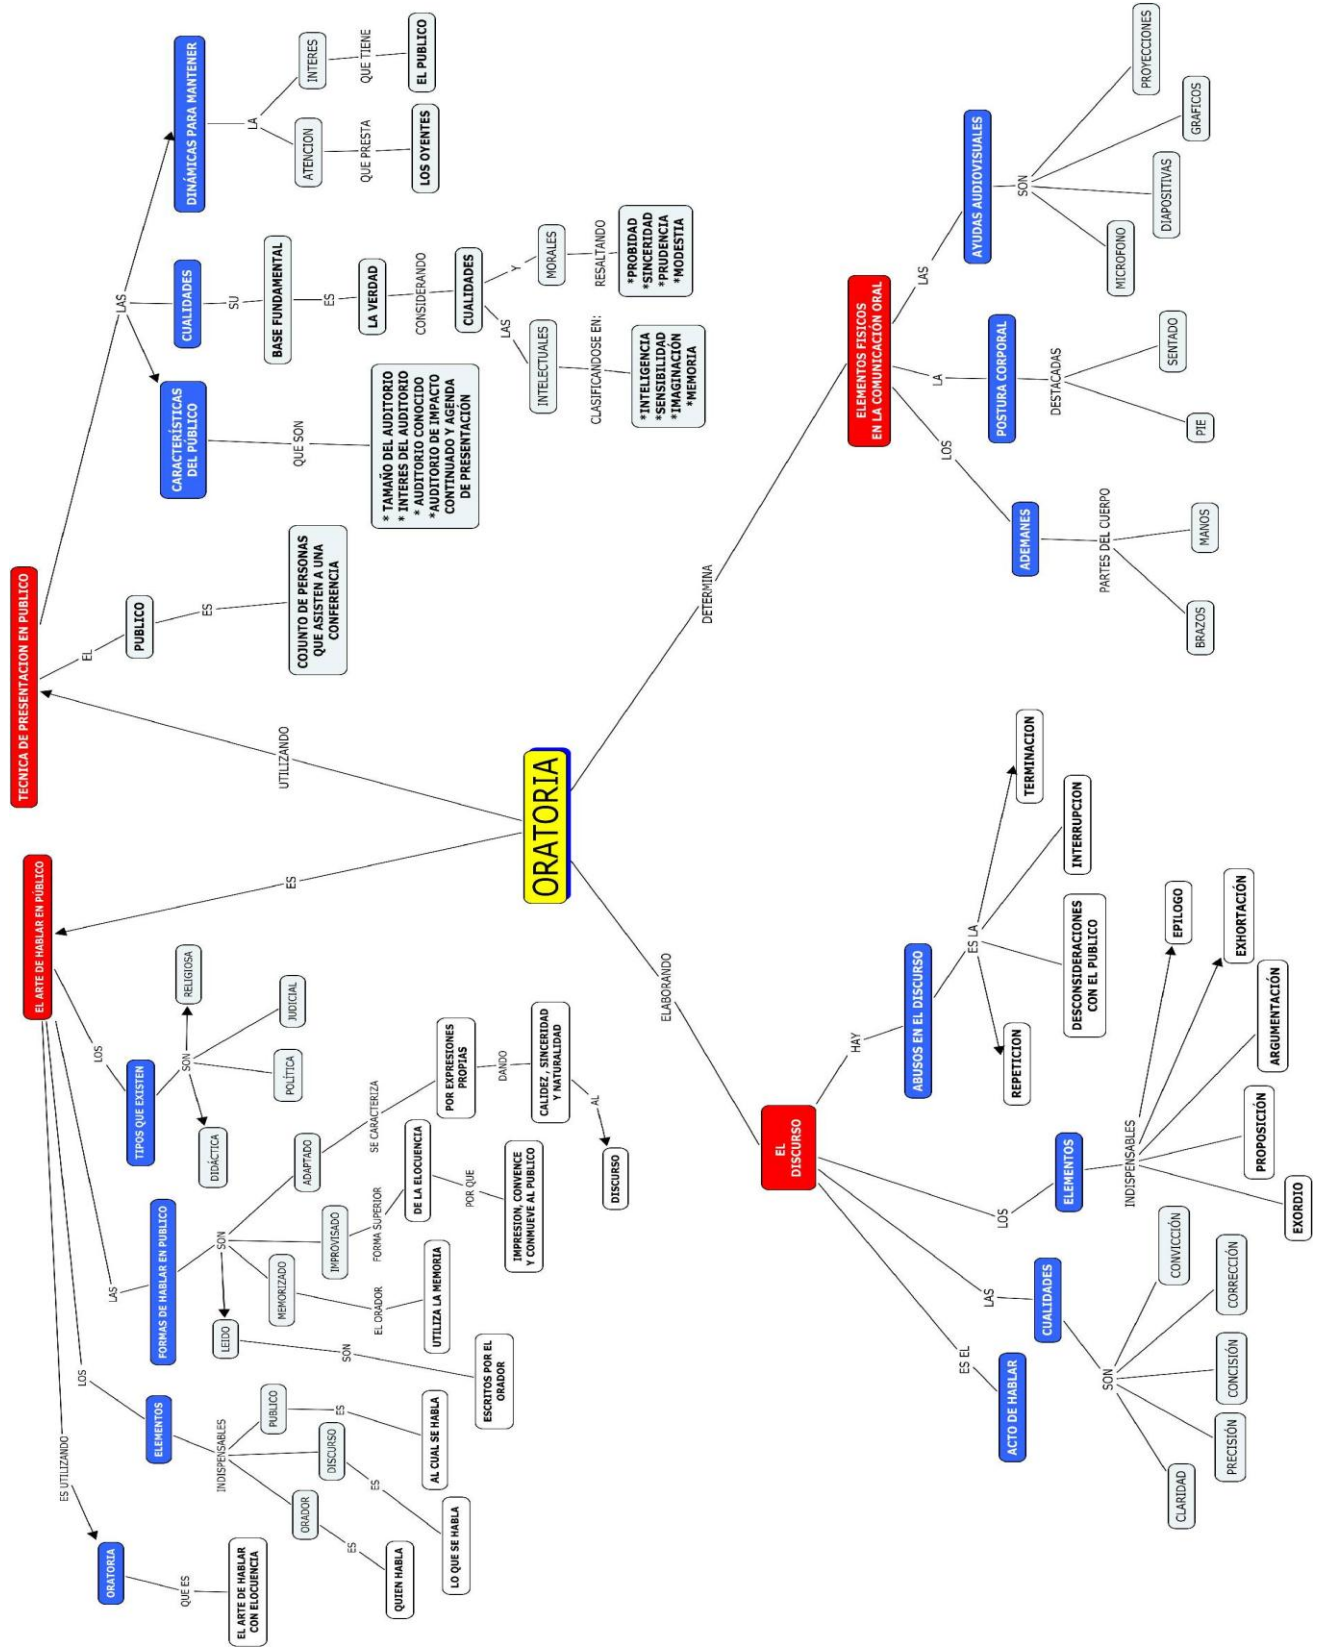 EL ARTE DE HABLAR EN PÚBLICO
ES UTILIZANDO
ORATORIA
QUE ES
EL ARTE DE HABLAR
CON ELOCUENCIA
LOS
ELEMENTOS
INDISPENSABLES
ORADOR
ES
QUIEN HABLA
DISCURSO
ES
LO QUE SE HABLA
PUBLICO
ES
AL CUAL SE HABLA
LAS
FORMAS DE HABLAR EN PUBLICO
SON
LEIDO
SON
ESCRITOS POR EL
ORADOR
MEMORIZADO
EL ORADOR
UTILIZA LA MEMORIA
IMPROVISADO
FORMA SUPERIOR
DE LA ELOCUENCIA
POR QUE
IMPRESION, CONVENCE
Y CONMUEVE AL PUBLICO
ADAPTADO
SE CARACTERIZA
POR EXPRESIONES
PROPIAS
DANDO
CALIDEZ, SINCERIDAD
Y NATURALIDAD
AL
DISCURSO
LOS
TIPOS QUE EXISTEN
SON
DIDÁCTICA
POLÍTICA
JUDICIAL
RELIGIOSA
TECNICA DE PRESENTACION EN PUBLICO
EL
PUBLICO
ES
COJUNTO DE PERSONAS
QUE ASISTEN A UNA
CONFERENCIA
LAS
CARACTERÍSTICAS
DEL PÚBLICO
QUE SON
* TAMAÑO DEL AUDITORIO
* INTERES DEL AUDITORIO
* AUDITORIO CONOCIDO
*AUDITORIO DE IMPACTO
CONTINUADO Y AGENDA
DE PRESENTACIÓN
CUALIDADES
SU
BASE FUNDAMENTAL
ES
LA VERDAD
CONSIDERANDO
CUALIDADES
LAS
INTELECTUALES
CLASIFICANDOSE EN:
*INTELIGENCIA
*SENSIBILIDAD
*IMAGINACIÓN
*MEMORIA
Y
MORALES
RESALTANDO
*PROBIDAD
*SINCERIDAD
*PRUDENCIA
*MODESTIA
DINÁMICAS PARA MANTENER
LA
ATENCION
QUE PRESTA
LOS OYENTES
INTERES
QUE TIENE
EL PUBLICO
ES
UTILIZANDO
ORATORIA
ELABORANDO
DETERMINA
EL
DISCURSO
ES EL
ACTO DE HABLAR
LAS
CUALIDADES
SON
CLARIDAD
PRECISIÓN
CONCISIÓN
CORRECCIÓN
CONVICCIÓN
LOS
ELEMENTOS
INDISPENSABLES
EXORDIO
PROPOSICIÓN
ARGUMENTACIÓN
EXHORTACIÓN
EPILOGO
HAY
ABUSOS EN EL DISCURSO
ES LA
REPETICION
DESCONSIDERACIONES
CON EL PUBLICO
INTERRUPCION
TERMINACION
ELEMENTOS FISICOS
EN LA COMUNICACIÓN ORAL
LOS
ADEMANES
PARTES DEL CUERPO
BRAZOS
MANOS
LA
POSTURA CORPORAL
DESTACADAS
PIE
SENTADO
LAS
AYUDAS AUDIOVISUALES
SON
MICROFONO
DIAPOSITIVAS
GRAFICOS
PROYECCIONES